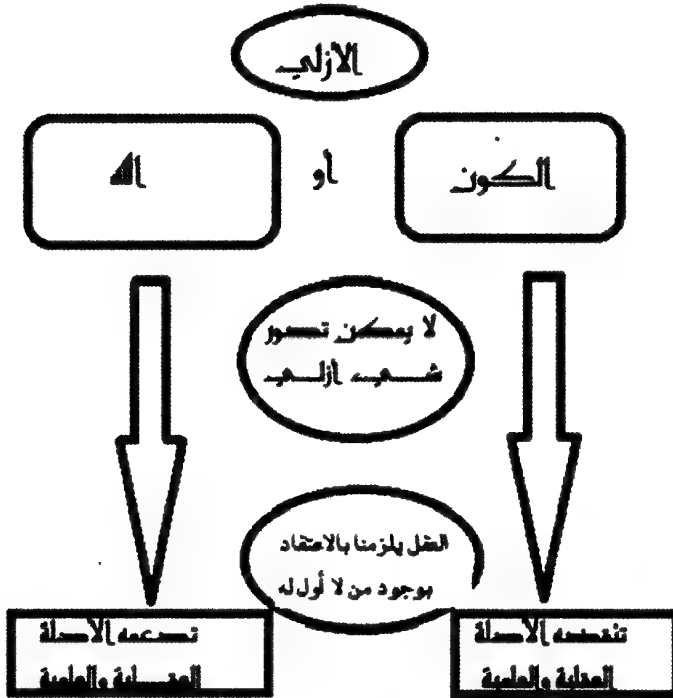 الأزلي
الكون
أو
الله
لا يمكن تصور
شيء أزلي
العقل يلزمنا بالاعتقاد
بوجود من لا أول له
تنقضه الأدلة
العقلية والعلمية
تدعمه الأدلة
العقلية والعلمية